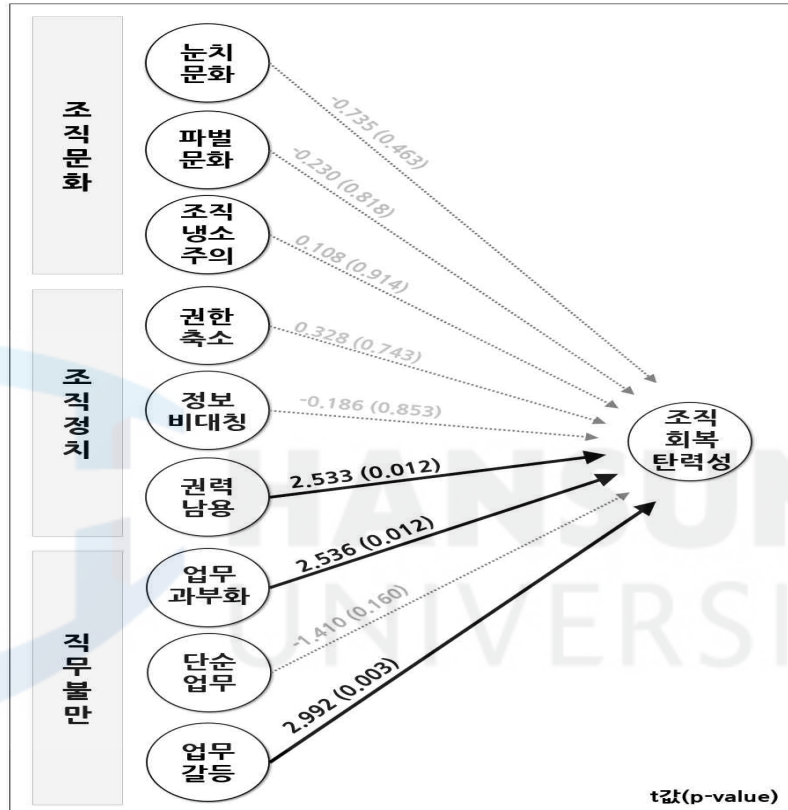 조직문화
눈치
문화
-0.735 (0.463)
파벌
문화
-0.230 (0.818)
조직
냉소
주의
0.108 (0.914)
조직정치
권한
축소
0.328 (0.743)
정보
비대칭
-0.186 (0.853)
권력
남용
2.533 (0.012)
직무불만
업무
과부화
2.536 (0.012)
단순
업무
-1.410 (0.160)
업무
갈등
2.992 (0.003)
조직
회복
탄력성
HANSUN
UNIVERSI
t값(p-value)